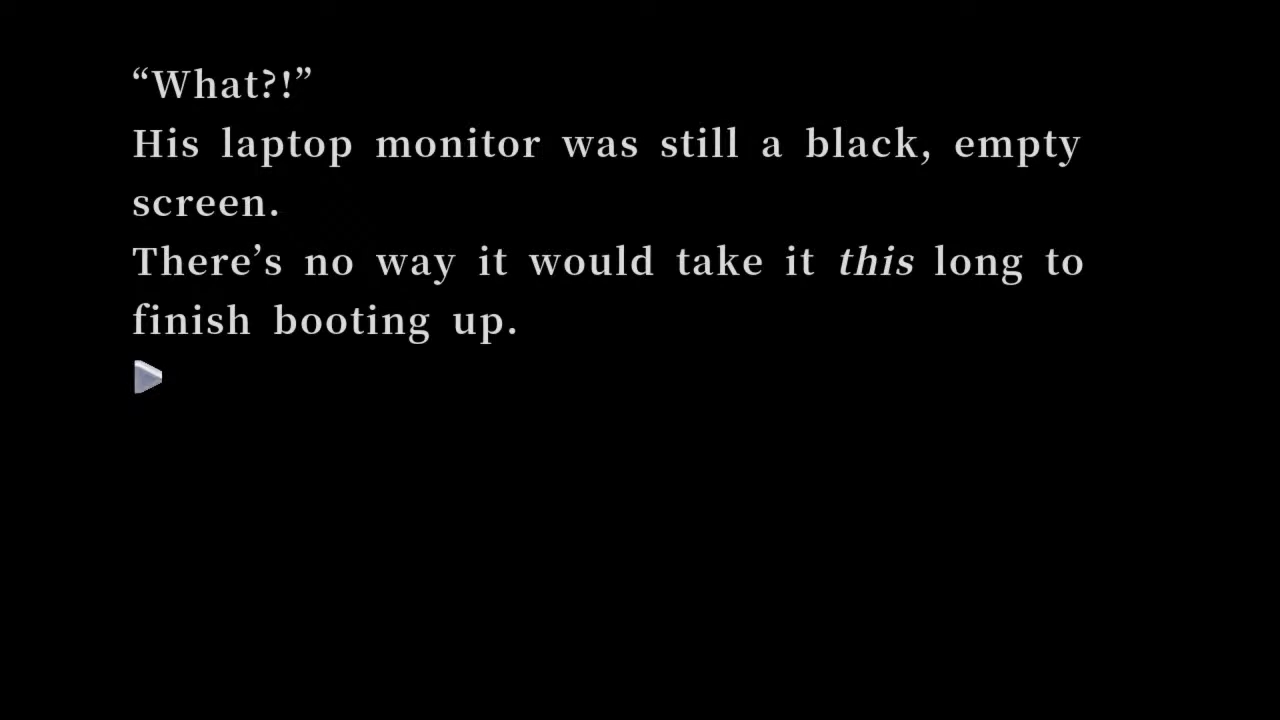 “What?!”
His laptop monitor was still a black, empty
screen.
There’s no way it would take it this long to
finish booting up.